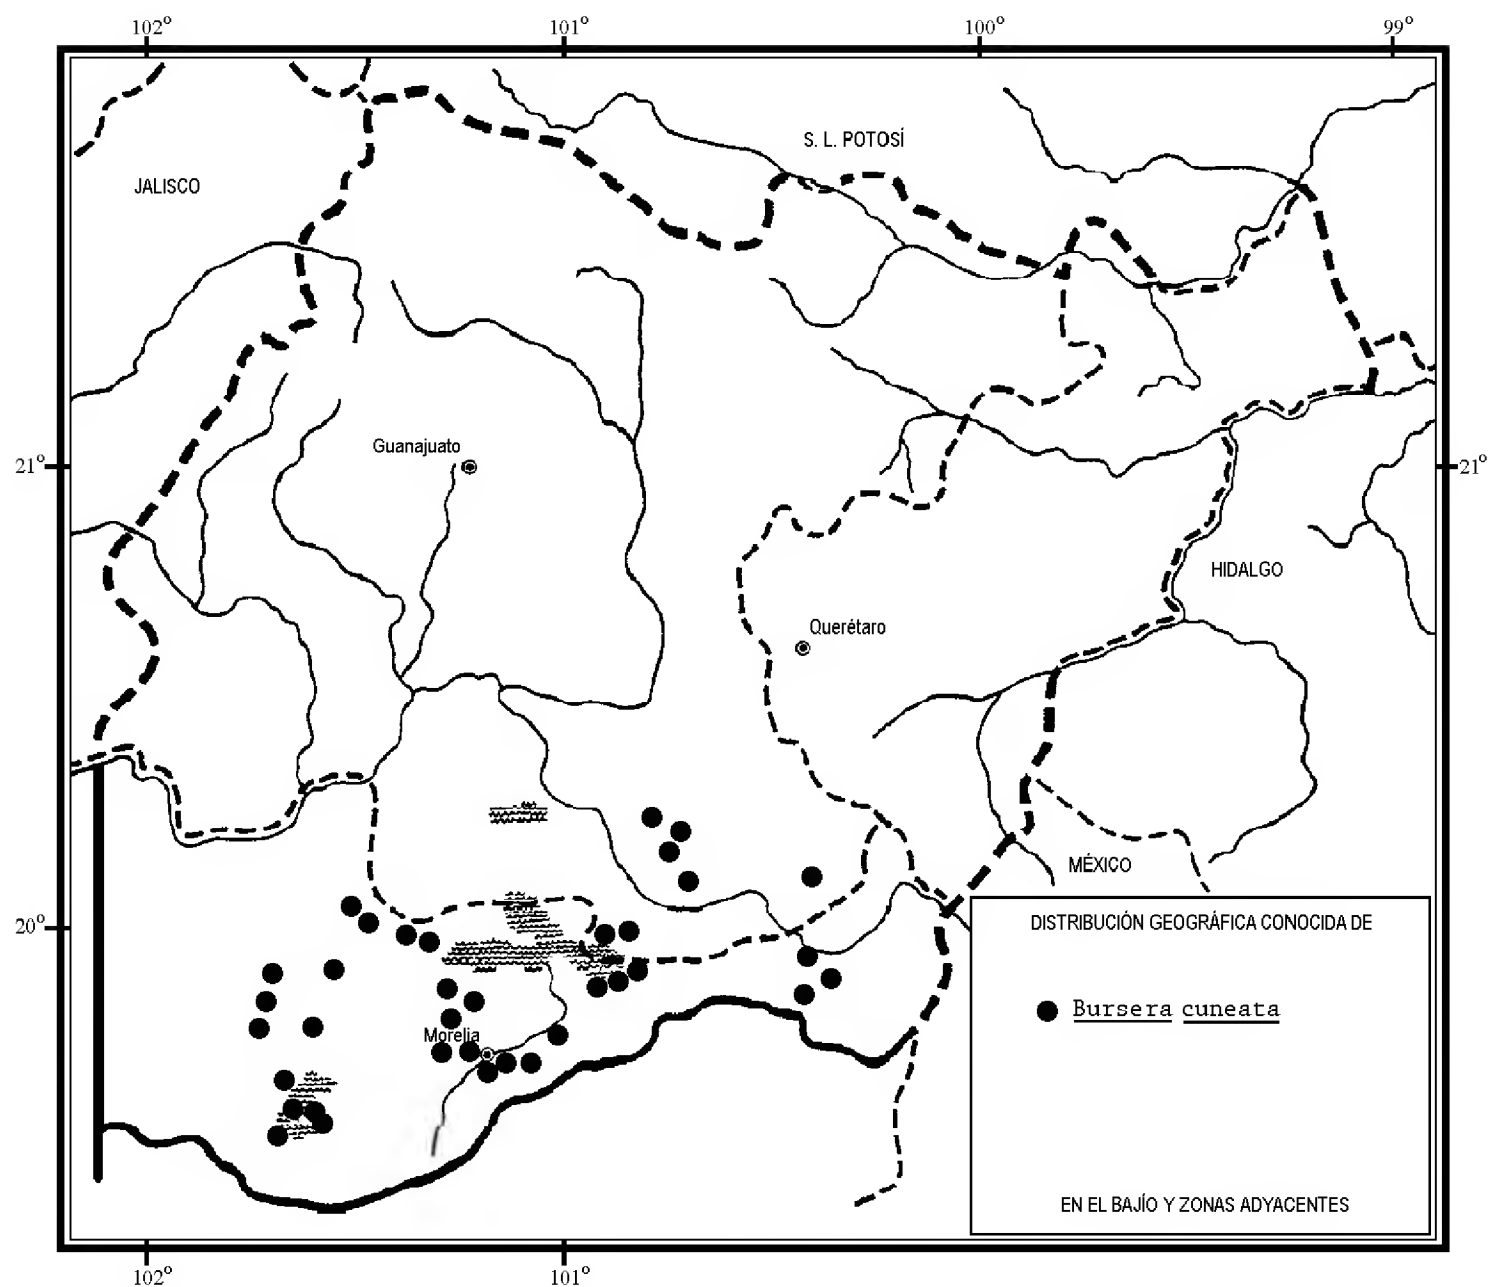 102° 101° 100° 99°
S. L. POTOSÍ
JALISCO
Guanajuato
21° 21°
HIDALGO
Querétaro
MÉXICO
20°
DISTRIBUCIÓN GEOGRÁFICA CONOCIDA DE
Bursera cuneata
Morelia
EN EL BAJÍO Y ZONAS ADYACENTES
102° 101°